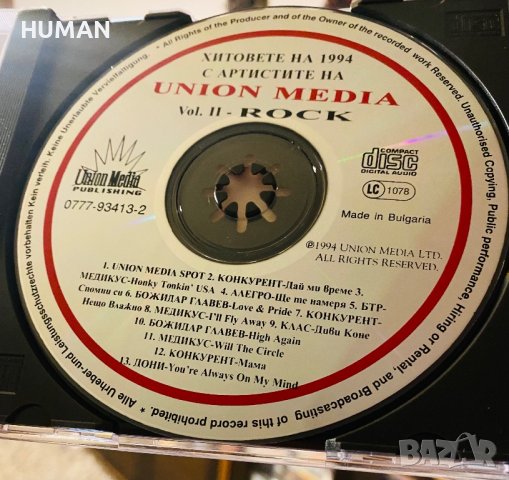 HUMAN
* All Rights of the Producer and of the Owner of the recorded work Reserved. Unauthorised Copying, Public performance, Hiring or Rental, and Broadcasting of this record prohibited. * Alle Urheber-und Leistungsschutzrechte vorbehalten Kein verleih. Keine Unerlaubte Vervielfältigung.
ХИТОВЕТЕ НА 1994
С АРТИСТИТЕ НА
UNION MEDIA
Vol. II - ROCK
Union Media
PUBLISHING
0777-93413-2
COMPACT
disc
DIGITAL AUDIO
LC 1078
Made in Bulgaria
℗1994 UNION MEDIA LTD.
ALL RIGHTS RESERVED.
1. UNION MEDIA SPOT 2. КОНКУРЕНТ-Дай ми време 3.
МЕДИКУС-Honky Tonkin' USA 4. АЛЕГРО-Ще те намеря 5. БТР-
Спомни си 6. БОЖИДАР ГЛАВЕВ-Love & Pride 7. КОНКУРЕНТ-
Нещо Влажно 8. МЕДИКУС-I'll Fly Away 9. КЛАС-Диви Коне
10. БОЖИДАР ГЛАВЕВ-High Again
11. МЕДИКУС-Will The Circle
12. КОНКУРЕНТ-Мама
13. ДОНИ-You're Always On My Mind
BAZAR